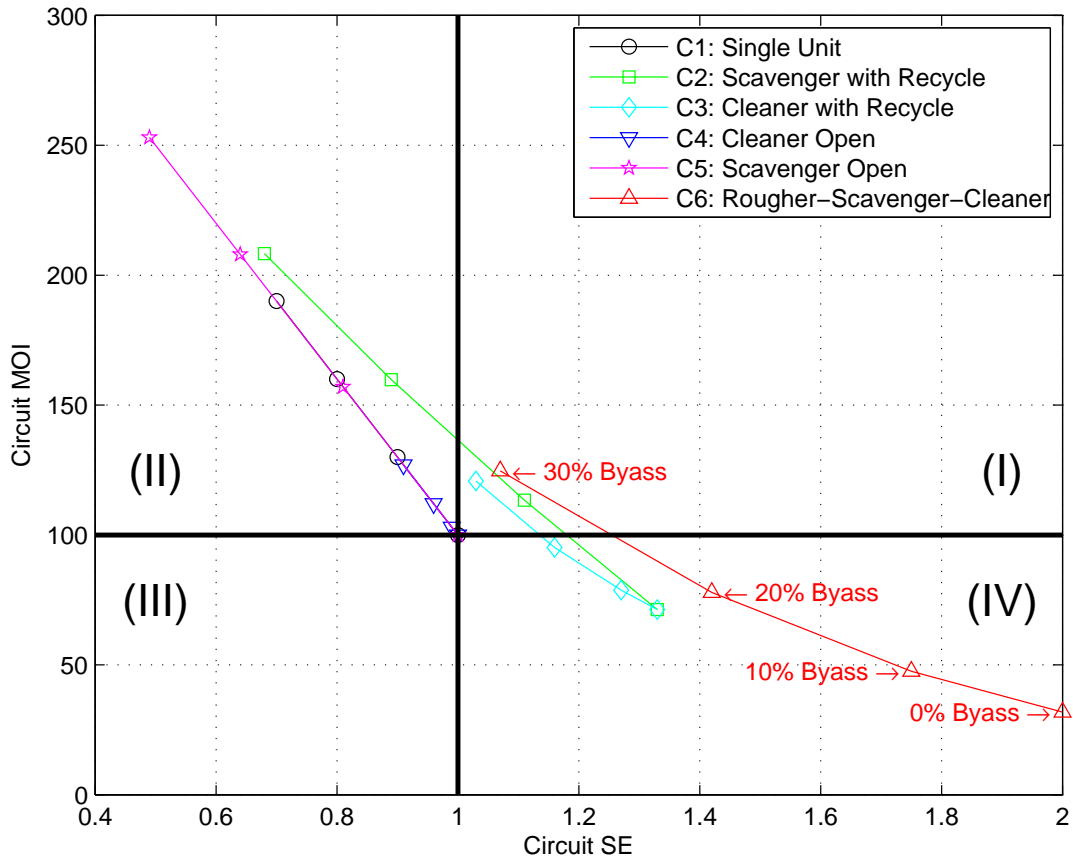 300
250
200
150
100
50
0
0.4
0.6
0.8
1
1.2
1.4
1.6
1.8
2
Circuit MOI
Circuit SE
C1: Single Unit
C2: Scavenger with Recycle
C3: Cleaner with Recycle
C4: Cleaner Open
C5: Scavenger Open
C6: Rougher−Scavenger−Cleaner
(II)
(I)
(III)
(IV)
← 30% Byass
← 20% Byass
10% Byass →
0% Byass →